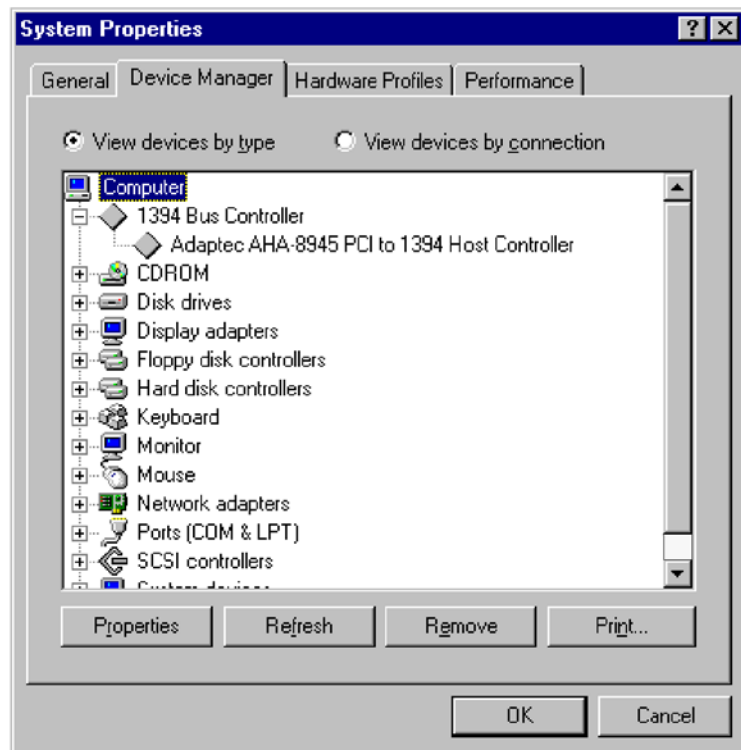 System Properties
General Device Manager Hardware Profiles Performance
View devices by type View devices by connection
Computer
1394 Bus Controller
Adaptec AHA-8945 PCI to 1394 Host Controller
CDROM
Disk drives
Display adapters
Floppy disk controllers
Hard disk controllers
Keyboard
Monitor
Mouse
Network adapters
Ports (COM & LPT)
SCSI controllers
System devices
Properties Refresh Remove Print...
OK Cancel